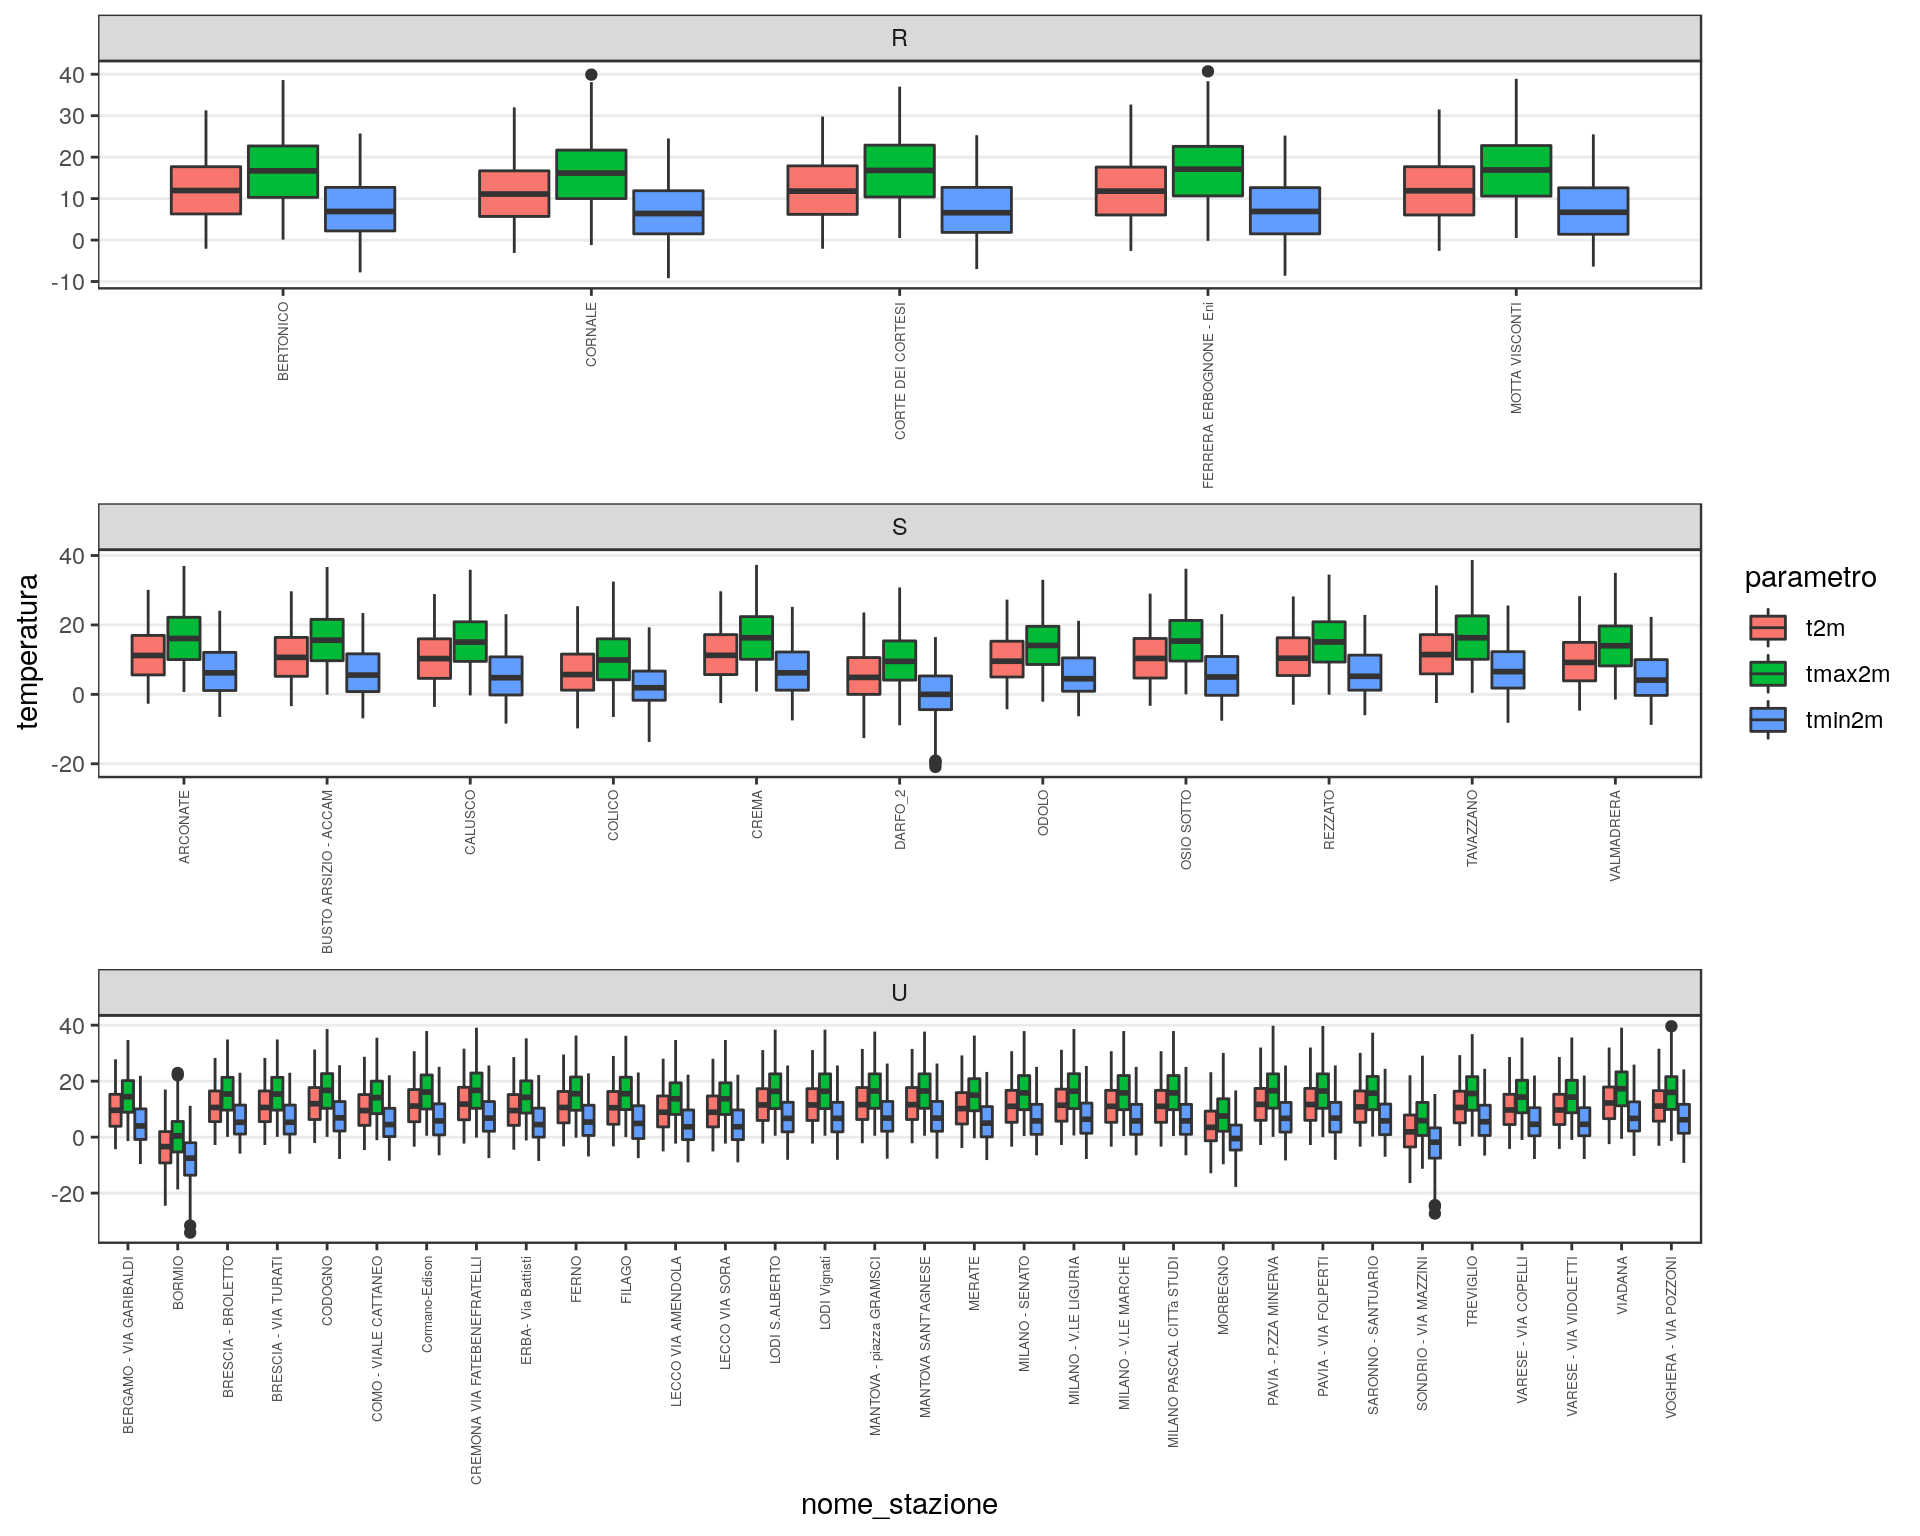 R
40
30
20
10
0
-10
BERTONICO
CORNALE
CORTE DEI CORTESI
FERRERA ERBOGNONE - Eni
MOTTA VISCONTI
S
40
20
0
-20
ARCONATE
BUSTO ARSIZIO - ACCAM
CALUSCO
COLICO
CREMA
DARFO_2
ODOLO
OSIO SOTTO
REZZATO
TAVAZZANO
VALMADRERA
U
40
20
0
-20
BERGAMO - VIA GARIBALDI
BORMIO
BRESCIA - BROLETTO
BRESCIA - VIA TURATI
CODOGNO
COMO - VIALE CATTANEO
Cormano-Edison
CREMONA VIA FATEBENEFRATELLI
ERBA- Via Battisti
FERNO
FILAGO
LECCO VIA AMENDOLA
LECCO VIA SORA
LODI S.ALBERTO
LODI Vignati
MANTOVA - piazza GRAMSCI
MANTOVA SANT'AGNESE
MERATE
MILANO - SENATO
MILANO - V.LE LIGURIA
MILANO - V.LE MARCHE
MILANO PASCAL CITTà STUDI
MORBEGNO
PAVIA - P.ZZA MINERVA
PAVIA - VIA FOLPERTI
SARONNO - SANTUARIO
SONDRIO - VIA MAZZINI
TREVIGLIO
VARESE - VIA COPELLI
VARESE - VIA VIDOLETTI
VIADANA
VOGHERA - VIA POZZONI
nome_stazione
temperatura
parametro
t2m
tmax2m
tmin2m